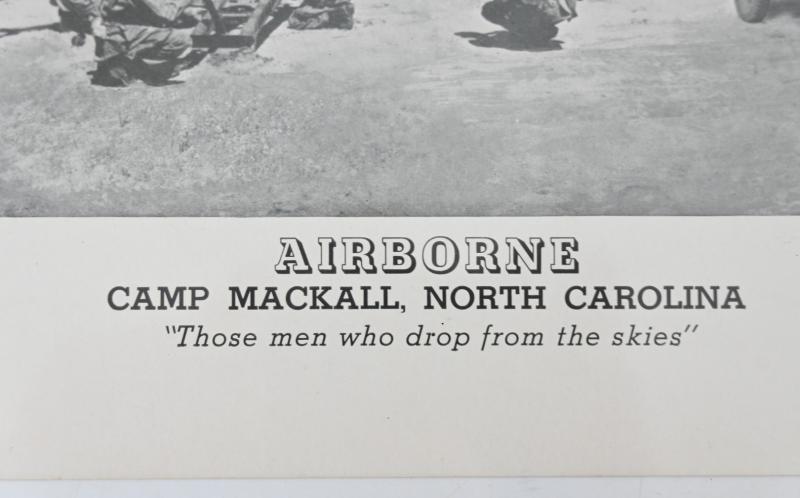 AIRBORNE
CAMP MACKALL, NORTH CAROLINA
"Those men who drop from the skies"